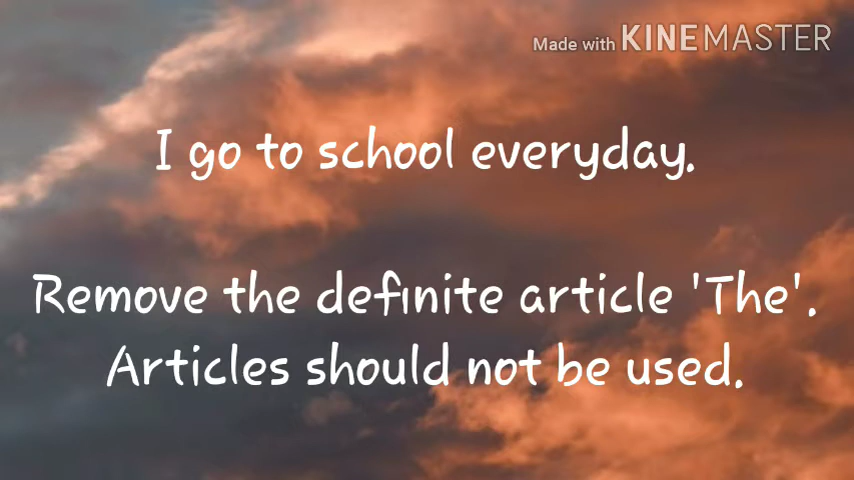 Made with KINEMASTER
I go to school everyday.
Remove the definite article 'The'.
Articles should not be used.